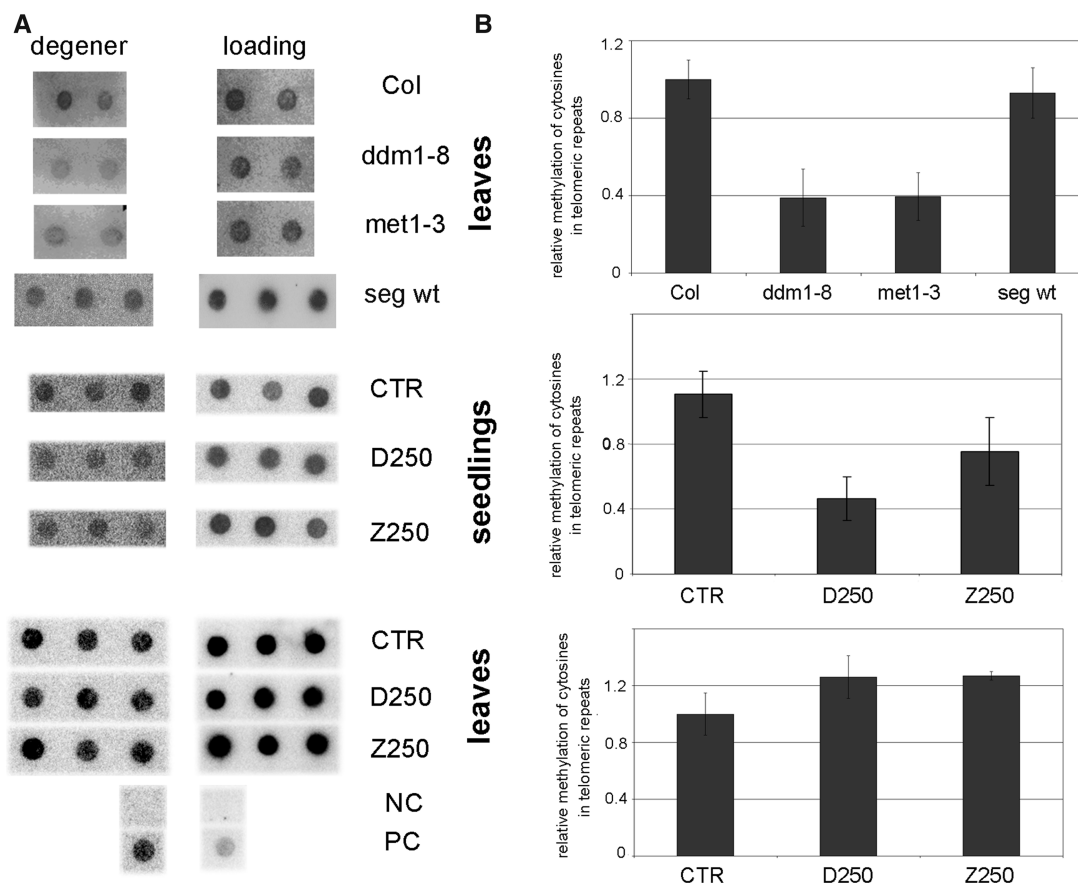 A
degener
loading
Col
ddm1-8
met1-3
seg wt
leaves
CTR
D250
Z250
seedlings
CTR
D250
Z250
leaves
NC
PC
B
relative methylation of cytosines
in telomeric repeats
1.2
0.8
0.4
0
Col
ddm1-8
met1-3
seg wt
relative methylation of cytosines
in telomeric repeats
1.2
0.8
0.4
0
CTR
D250
Z250
relative methylation of cytosines
in telomeric repeats
1.2
0.8
0.4
0
CTR
D250
Z250